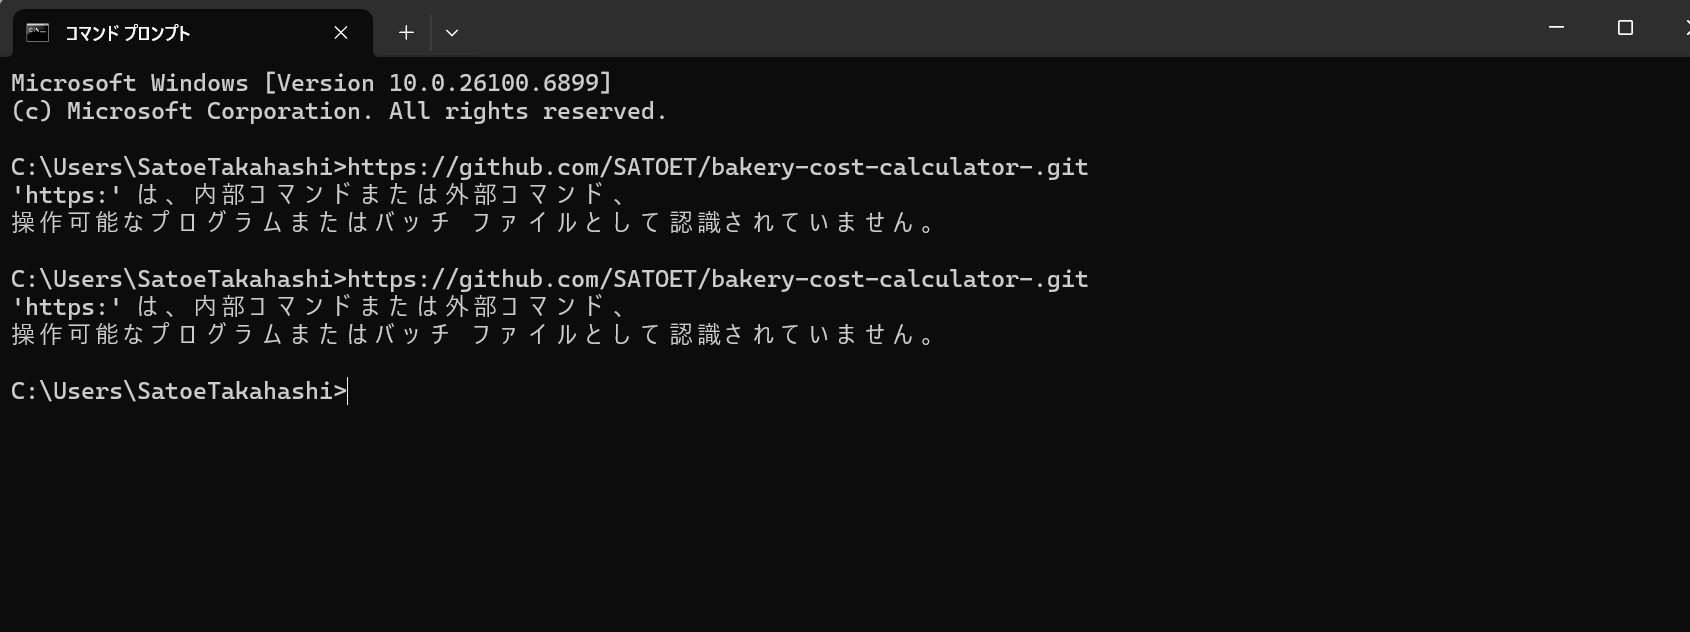 コマンド プロンプト
Microsoft Windows [Version 10.0.26100.6899]
(c) Microsoft Corporation. All rights reserved.
C:\Users\SatoeTakahashi>https://github.com/SATOET/bakery-cost-calculator-.git
'https:' は、内部コマンドまたは外部コマンド、
操作可能なプログラムまたはバッチ ファイルとして認識されていません。
C:\Users\SatoeTakahashi>https://github.com/SATOET/bakery-cost-calculator-.git
'https:' は、内部コマンドまたは外部コマンド、
操作可能なプログラムまたはバッチ ファイルとして認識されていません。
C:\Users\SatoeTakahashi>